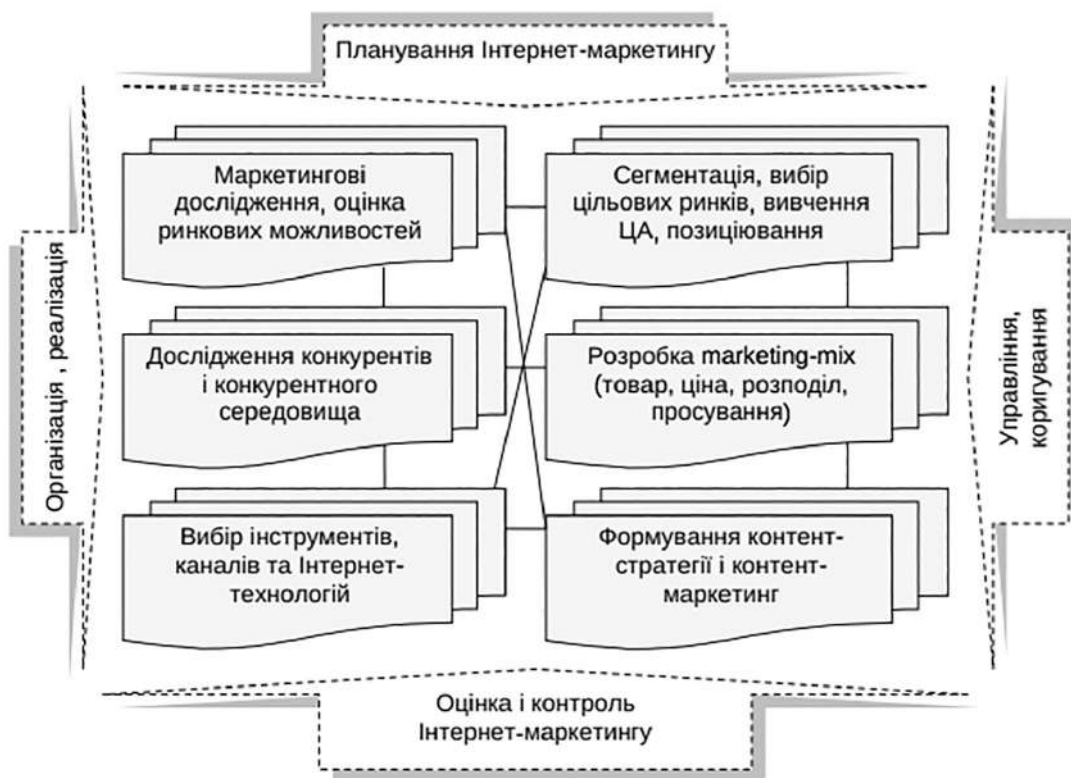 Планування Інтернет-маркетингу
Організація , реалізація
Маркетингові
дослідження, оцінка
ринкових можливостей
Сегментація, вибір
цільових ринків, вивчення
ЦА, позиціювання
Дослідження конкурентів
і конкурентного
середовища
Розробка marketing-mix
(товар, ціна, розподіл,
просування)
Вибір інструментів,
каналів та Інтернет-
технологій
Формування контент-
стратегії і контент-
маркетинг
Управління,
коригування
Оцінка і контроль
Інтернет-маркетингу